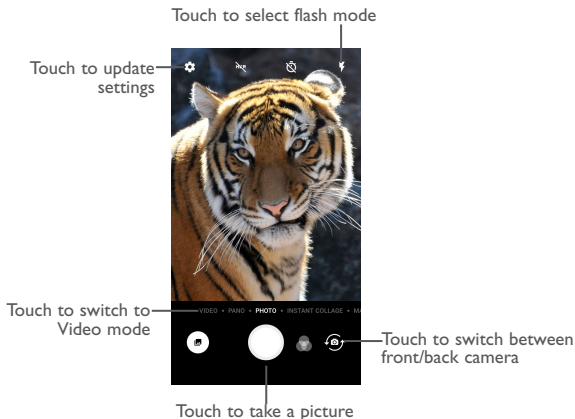 Touch to select flash mode
Touch to update
settings
HDR
Touch to switch to
Video mode
VIDEO • PANO • PHOTO • INSTANT COLLAGE • MA
Touch to switch between
front/back camera
Touch to take a picture